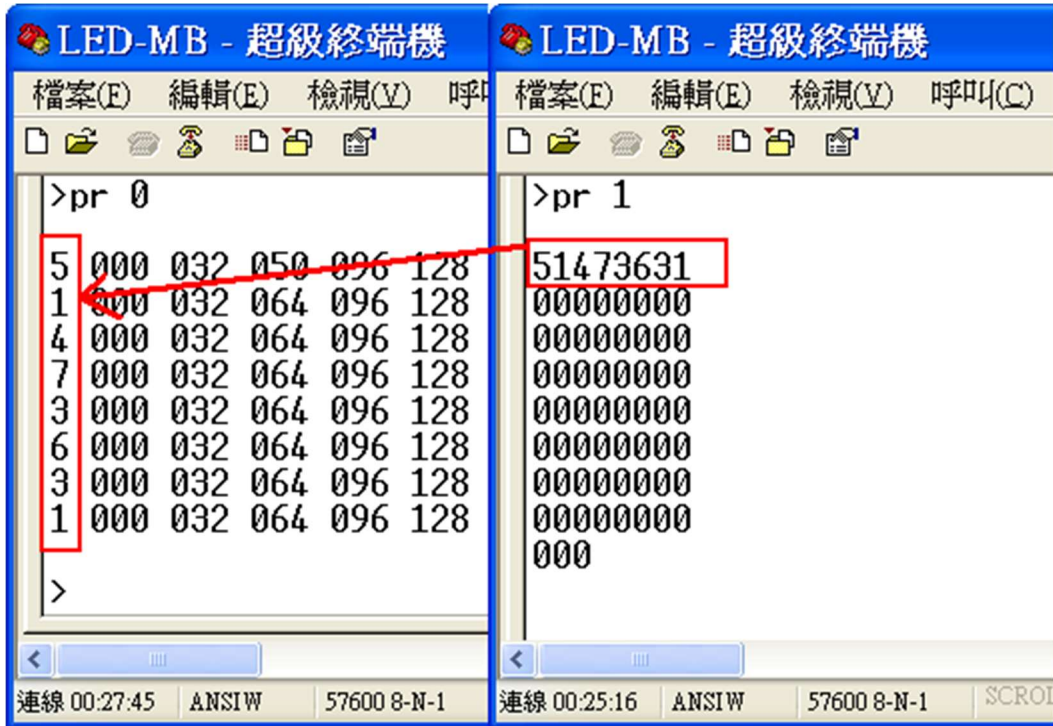 LED-MB - 超級終端機
檔案(F) 編輯(E) 檢視(V) 呼
>pr 0
5 000 032 050 096 128
1 000 032 064 096 128
4 000 032 064 096 128
7 000 032 064 096 128
3 000 032 064 096 128
6 000 032 064 096 128
3 000 032 064 096 128
1 000 032 064 096 128
>
連線 00:27:45 ANSIW 57600 8-N-1
LED-MB - 超級終端機
檔案(F) 編輯(E) 檢視(V) 呼叫(C)
>pr 1
51473631
00000000
00000000
00000000
00000000
00000000
00000000
00000000
000
連線 00:25:16 ANSIW 57600 8-N-1 SCROL